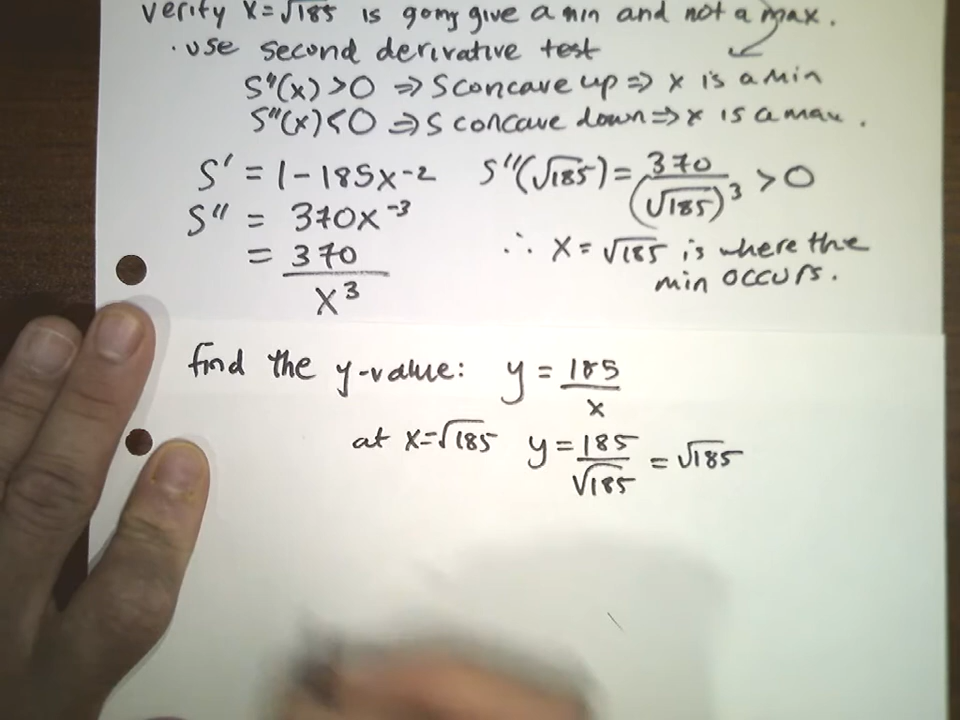 verify x=√185 is going give a min and not a max.
· use second derivative test
S"(x) > 0 ⇒ S concave up ⇒ x is a min
S"(x) < 0 ⇒ S concave down ⇒ x is a max.
S' = 1 - 185x-2 S"(√185) = 370/(√185)³ > 0
S" = 370x⁻³
= 370/x³ ∴ x = √185 is where the
min occurs.
find the y-value: y = 185/x
at x=√185 y = 185/√185 = √185